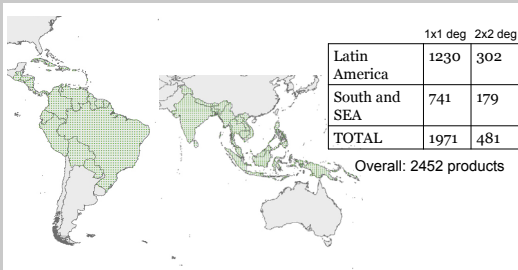 1x1 deg 2x2 deg
Latin America 1230 302
South and SEA 741 179
TOTAL 1971 481
Overall: 2452 products